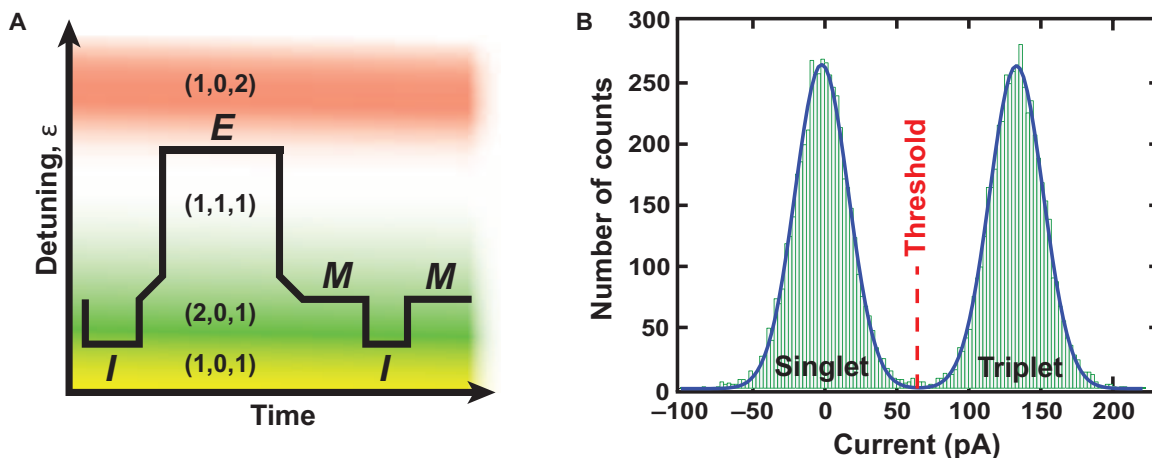 A
Detuning, ε
(1,0,2)
E
(1,1,1)
M
M
(2,0,1)
I
(1,0,1)
I
Time
B
Number of counts
300
250
200
150
100
50
0
Threshold
Singlet
Triplet
–100
–50
0
50
100
150
200
Current (pA)